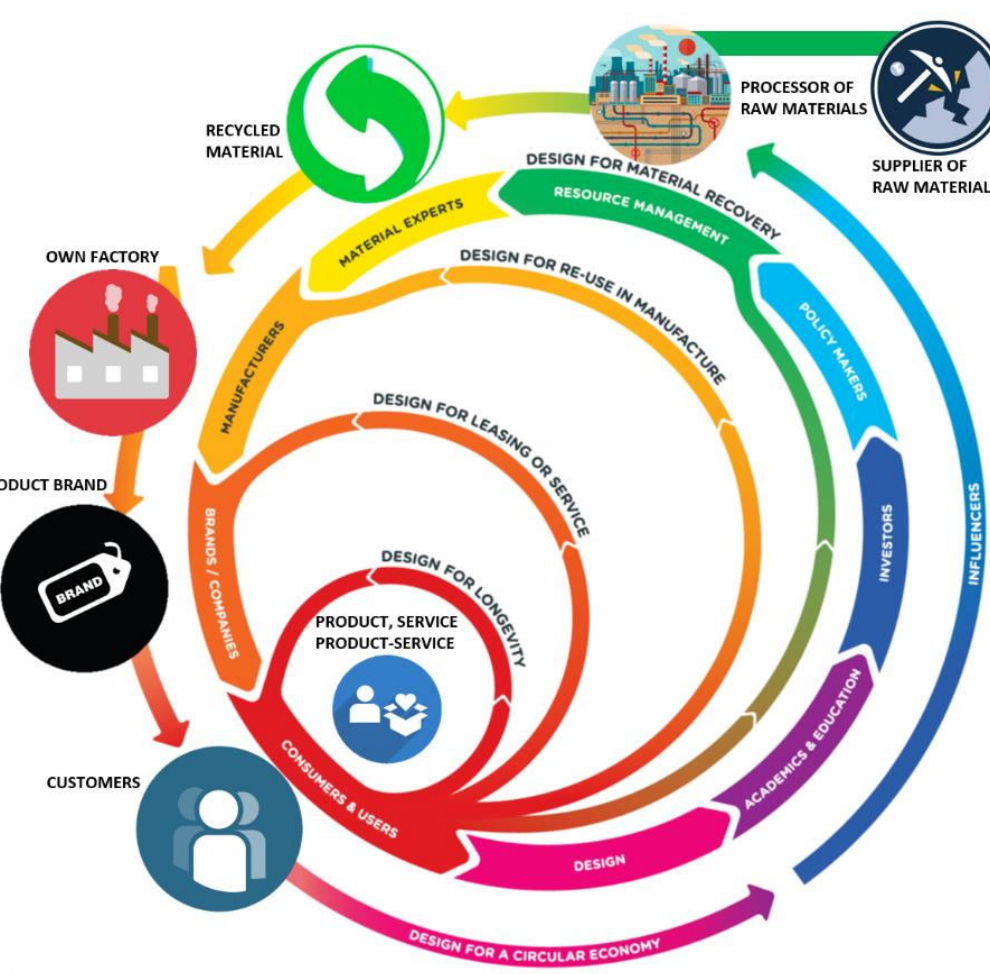 PROCESSOR OF
RAW MATERIALS
SUPPLIER OF
RAW MATERIAL
RECYCLED
MATERIAL
DESIGN FOR MATERIAL RECOVERY
RESOURCE MANAGEMENT
MATERIAL EXPERTS
OWN FACTORY
DESIGN FOR RE-USE IN MANUFACTURE
POLICY MAKERS
MANUFACTURERS
DESIGN FOR LEASING OR SERVICE
BRAND
BRANDS / COMPANIES
INVESTORS
INFLUENCERS
DESIGN FOR LONGEVITY
PRODUCT, SERVICE
PRODUCT-SERVICE
CONSUMERS & USERS
ACADEMICS & EDUCATION
CUSTOMERS
DESIGN
DESIGN FOR A CIRCULAR ECONOMY